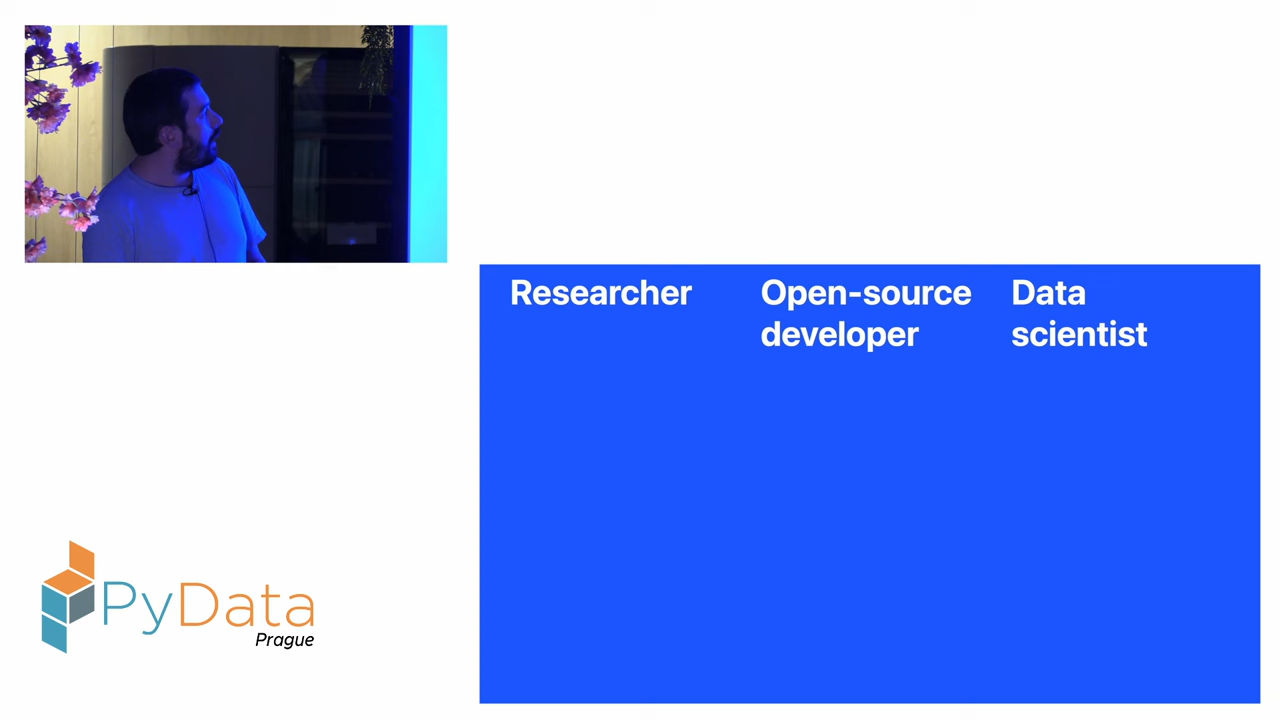 Researcher
Open-source
developer
Data
scientist
PyData
Prague